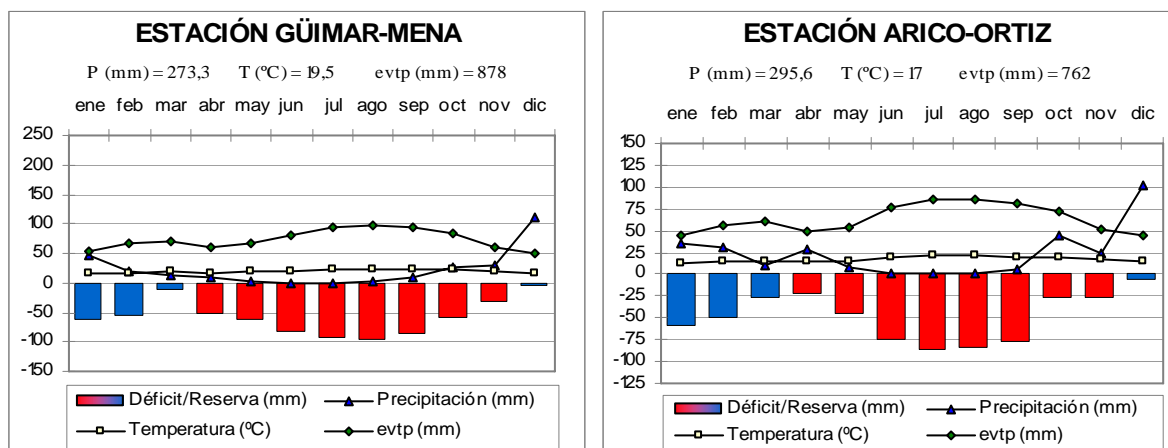 ESTACIÓN GÜIMAR-MENA
P (mm) = 273,3 T (ºC) = 19,5 evtp (mm) = 878
ene feb mar abr may jun jul ago sep oct nov dic
250
200
150
100
50
0
-50
-100
-150
Déficit/Reserva (mm) Precipitación (mm)
Temperatura (ºC) evtp (mm)
ESTACIÓN ARICO-ORTIZ
P (mm) = 295,6 T (ºC) = 17 evtp (mm) = 762
ene feb mar abr may jun jul ago sep oct nov dic
150
125
100
75
50
25
0
-25
-50
-75
-100
-125
Déficit/Reserva (mm) Precipitación (mm)
Temperatura (ºC) evtp (mm)